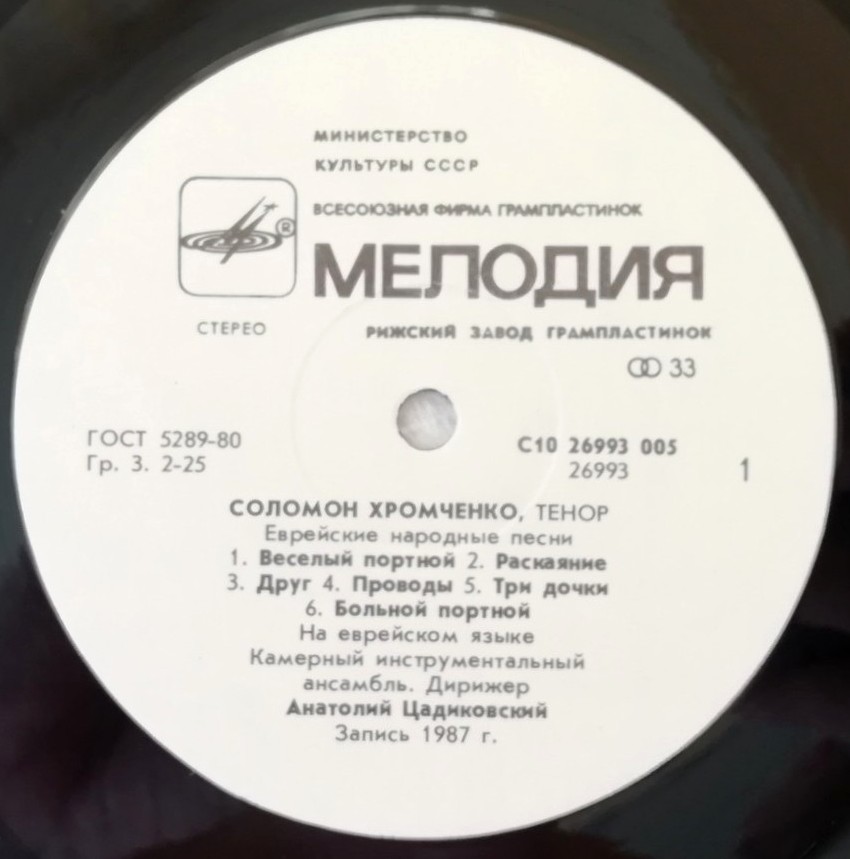 МИНИСТЕРСТВО
КУЛЬТУРЫ СССР
ВСЕСОЮЗНАЯ ФИРМА ГРАМПЛАСТИНОК
®
МЕЛОДИЯ
СТЕРЕО
РИЖСКИЙ ЗАВОД ГРАМПЛАСТИНОК
33
ГОСТ 5289-80
Гр. 3. 2-25
С10 26993 005
26993
1
СОЛОМОН ХРОМЧЕНКО, ТЕНОР
Еврейские народные песни
1. Веселый портной 2. Раскаяние
3. Друг 4. Проводы 5. Три дочки
6. Больной портной
На еврейском языке
Камерный инструментальный
ансамбль. Дирижер
Анатолий Цадиковский
Запись 1987 г.